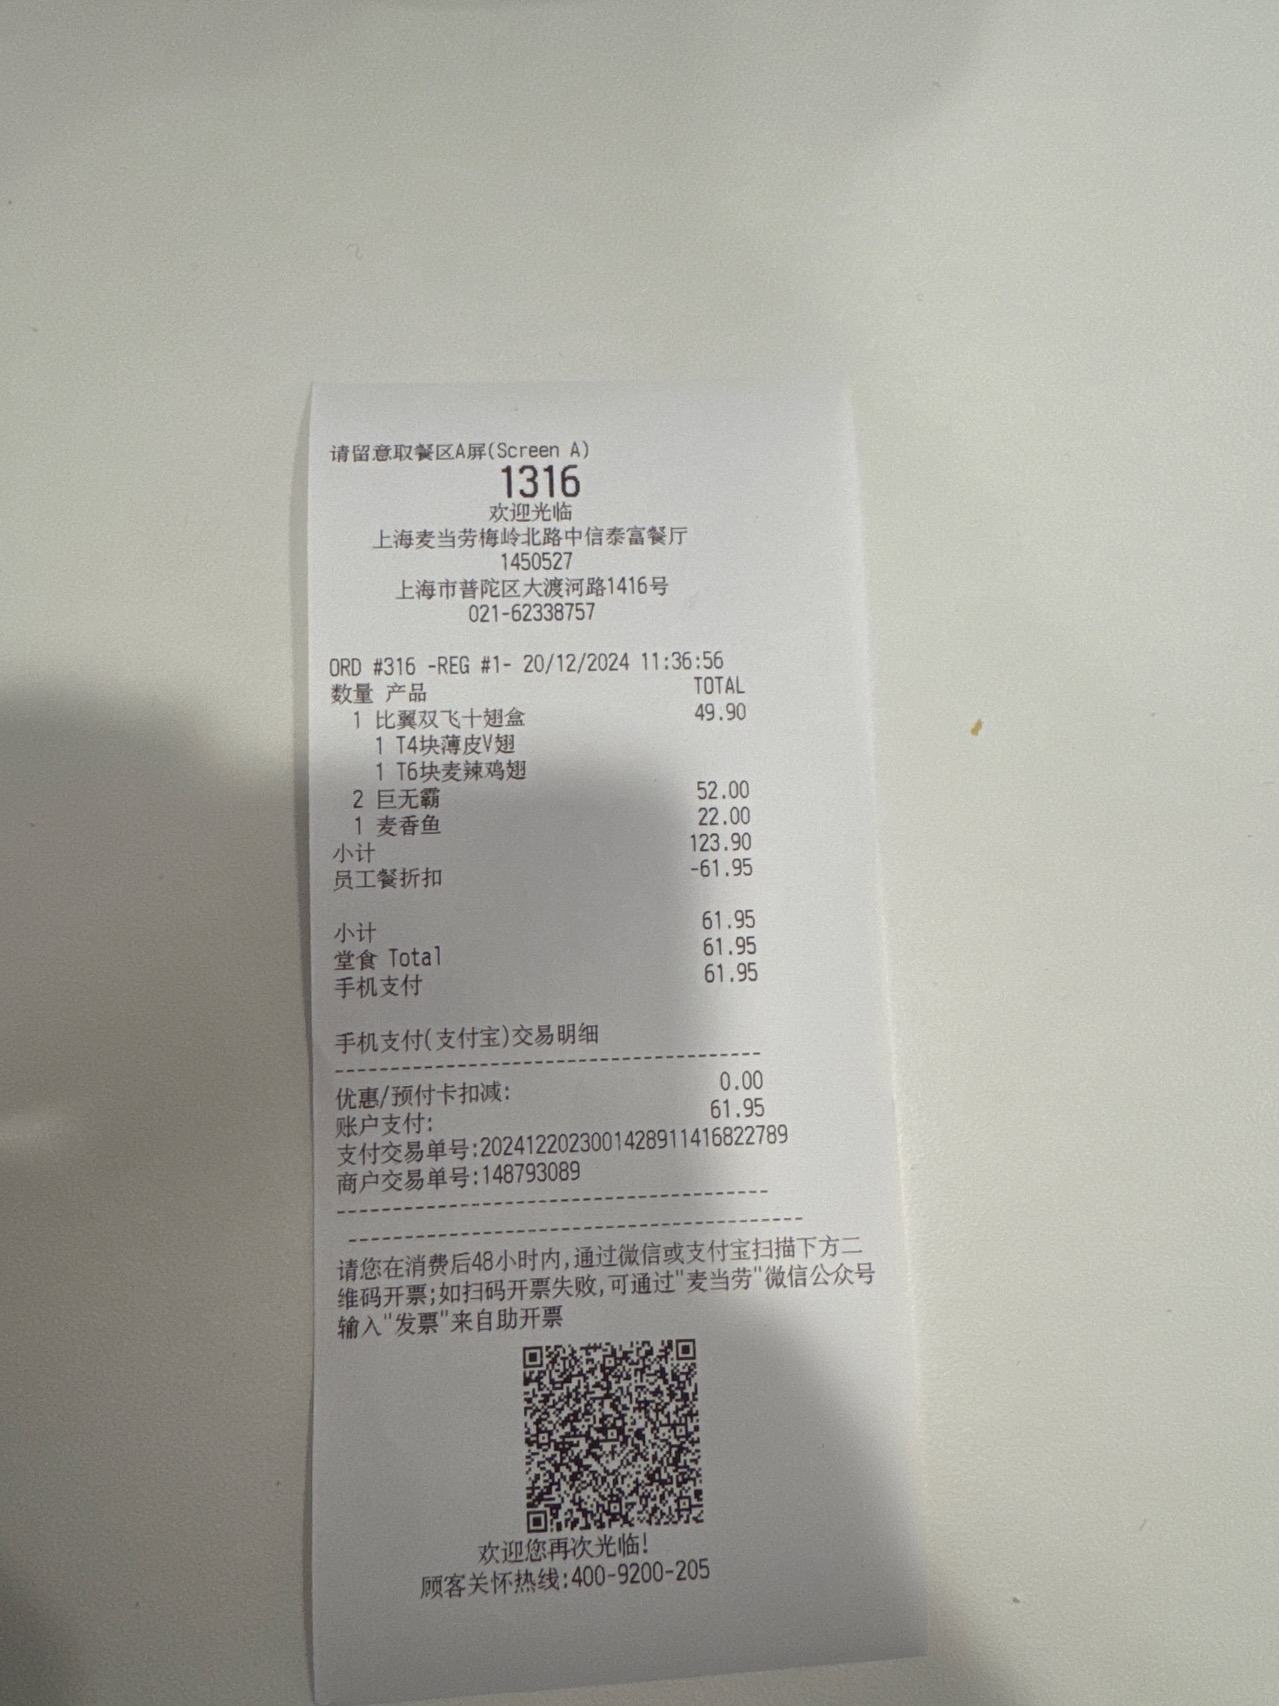 请留意取餐区A屏(Screen A)
1316
欢迎光临
上海麦当劳梅岭北路中信泰富餐厅
1450527
上海市普陀区大渡河路1416号
021-62338757
ORD #316 -REG #1- 20/12/2024 11:36:56
数量 产品 TOTAL
1 比翼双飞十翅盒 49.90
1 T4块薄皮V翅
1 T6块麦辣鸡翅
2 巨无霸 52.00
1 麦香鱼 22.00
小计 123.90
员工餐折扣 -61.95
小计 61.95
堂食 Total 61.95
手机支付 61.95
手机支付(支付宝)交易明细
----------------------------------------
优惠/预付卡扣减: 0.00
账户支付: 61.95
支付交易单号:2024122023001428911416822789
商户交易单号:148793089
----------------------------------------
----------------------------------------
请您在消费后48小时内,通过微信或支付宝扫描下方二
维码开票;如扫码开票失败,可通过"麦当劳"微信公众号
输入"发票"来自助开票
欢迎您再次光临!
顾客关怀热线:400-9200-205